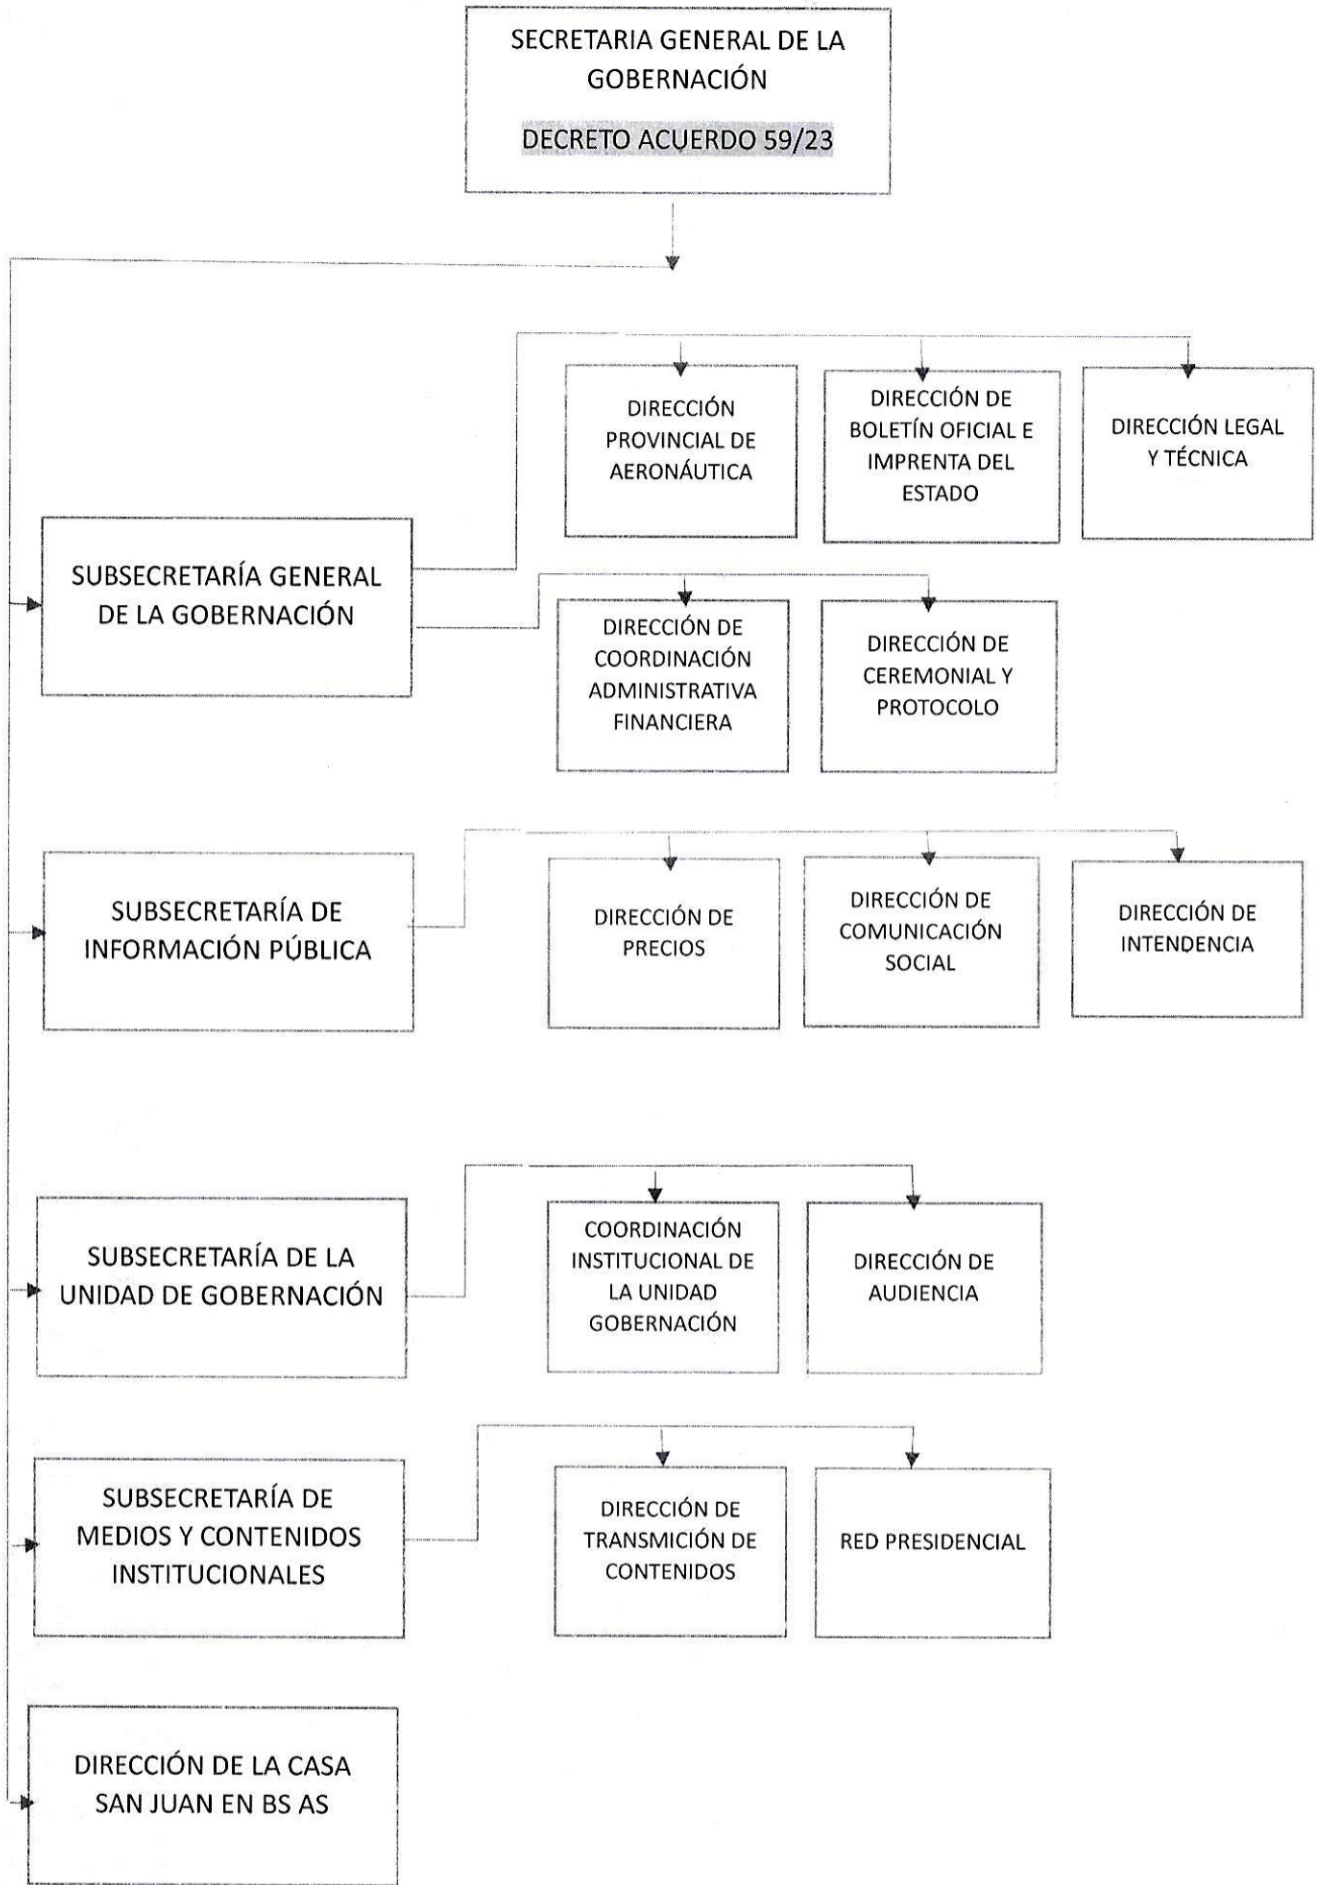 SECRETARIA GENERAL DE LA
GOBERNACIÓN
DECRETO ACUERDO 59/23
DIRECCIÓN
PROVINCIAL DE
AERONÁUTICA
DIRECCIÓN DE
BOLETÍN OFICIAL E
IMPRENTA DEL
ESTADO
DIRECCIÓN LEGAL
Y TÉCNICA
SUBSECRETARÍA GENERAL
DE LA GOBERNACIÓN
DIRECCIÓN DE
COORDINACIÓN
ADMINISTRATIVA
FINANCIERA
DIRECCIÓN DE
CEREMONIAL Y
PROTOCOLO
SUBSECRETARÍA DE
INFORMACIÓN PÚBLICA
DIRECCIÓN DE
PRECIOS
DIRECCIÓN DE
COMUNICACIÓN
SOCIAL
DIRECCIÓN DE
INTENDENCIA
SUBSECRETARÍA DE LA
UNIDAD DE GOBERNACIÓN
COORDINACIÓN
INSTITUCIONAL DE
LA UNIDAD
GOBERNACIÓN
DIRECCIÓN DE
AUDIENCIA
SUBSECRETARÍA DE
MEDIOS Y CONTENIDOS
INSTITUCIONALES
DIRECCIÓN DE
TRANSMICIÓN DE
CONTENIDOS
RED PRESIDENCIAL
DIRECCIÓN DE LA CASA
SAN JUAN EN BS AS